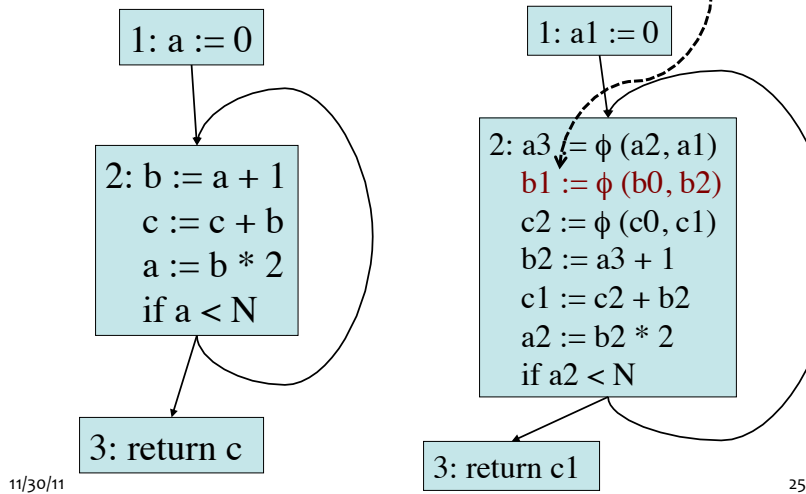 1: a := 0
2: b := a + 1
c := c + b
a := b * 2
if a < N
3: return c
1: a1 := 0
2: a3 := ϕ (a2, a1)
b1 := ϕ (b0, b2)
c2 := ϕ (c0, c1)
b2 := a3 + 1
c1 := c2 + b2
a2 := b2 * 2
if a2 < N
3: return c1
11/30/11
25